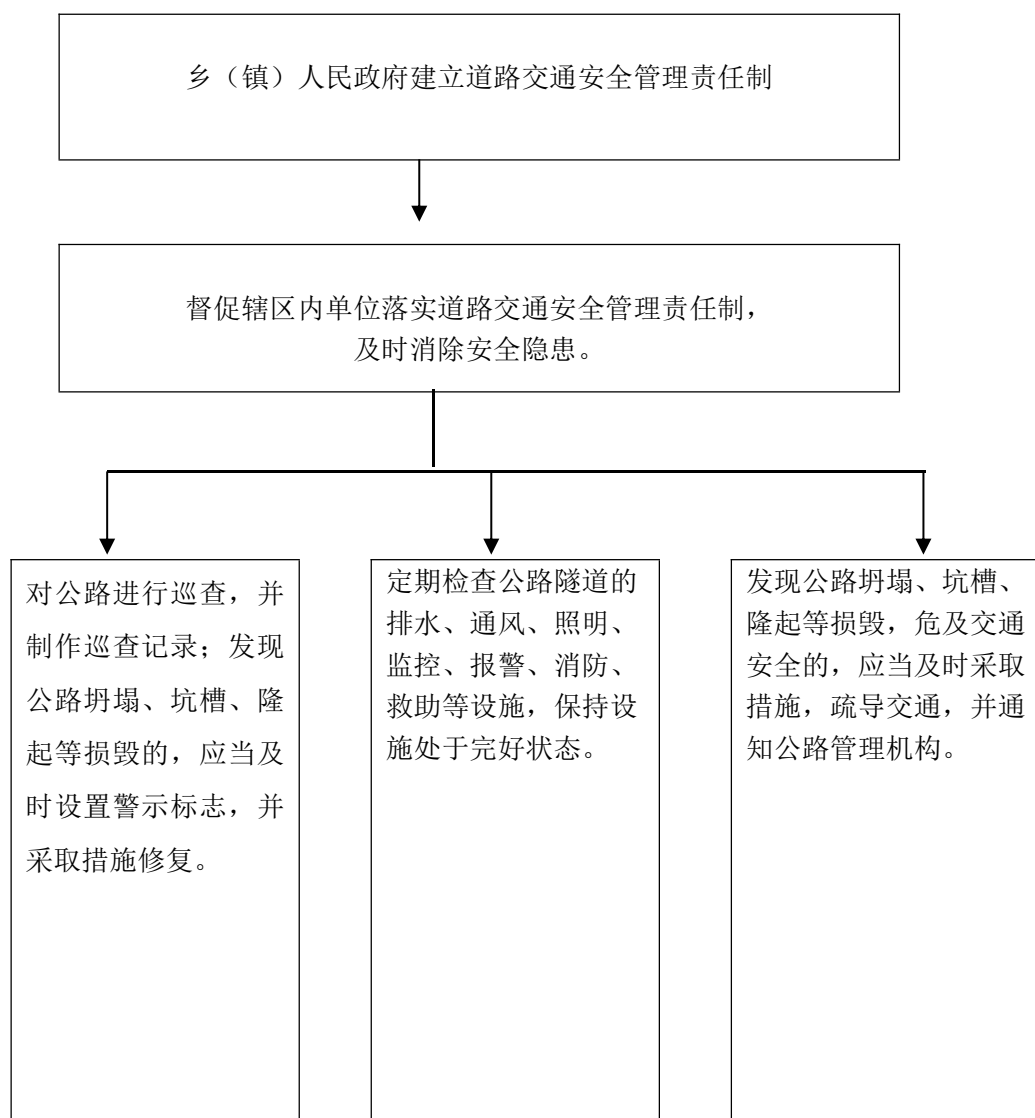 乡（镇）人民政府建立道路交通安全管理责任制
督促辖区内单位落实道路交通安全管理责任制，
及时消除安全隐患。
对公路进行巡查，并
制作巡查记录；发现
公路坍塌、坑槽、隆
起等损毁的，应当及
时设置警示标志，并
采取措施修复。
定期检查公路隧道的
排水、通风、照明、
监控、报警、消防、
救助等设施，保持设
施处于完好状态。
发现公路坍塌、坑槽、
隆起等损毁，危及交通
安全的，应当及时采取
措施，疏导交通，并通
知公路管理机构。